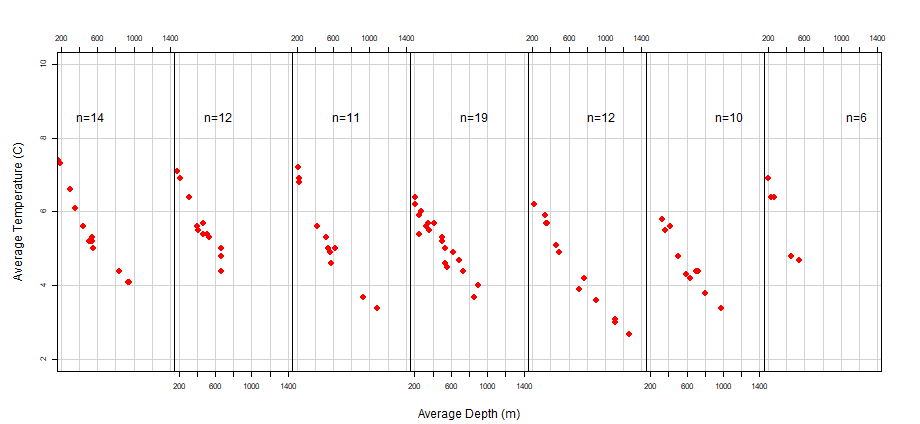 200 600 1000 1400 200 600 1000 1400 200 600 1000 1400 200 600 1000 1400
10
8
6
4
2
Average Temperature (C)
n=14 n=12 n=11 n=19 n=12 n=10 n=6
200 600 1000 1400 200 600 1000 1400 200 600 1000 1400
Average Depth (m)